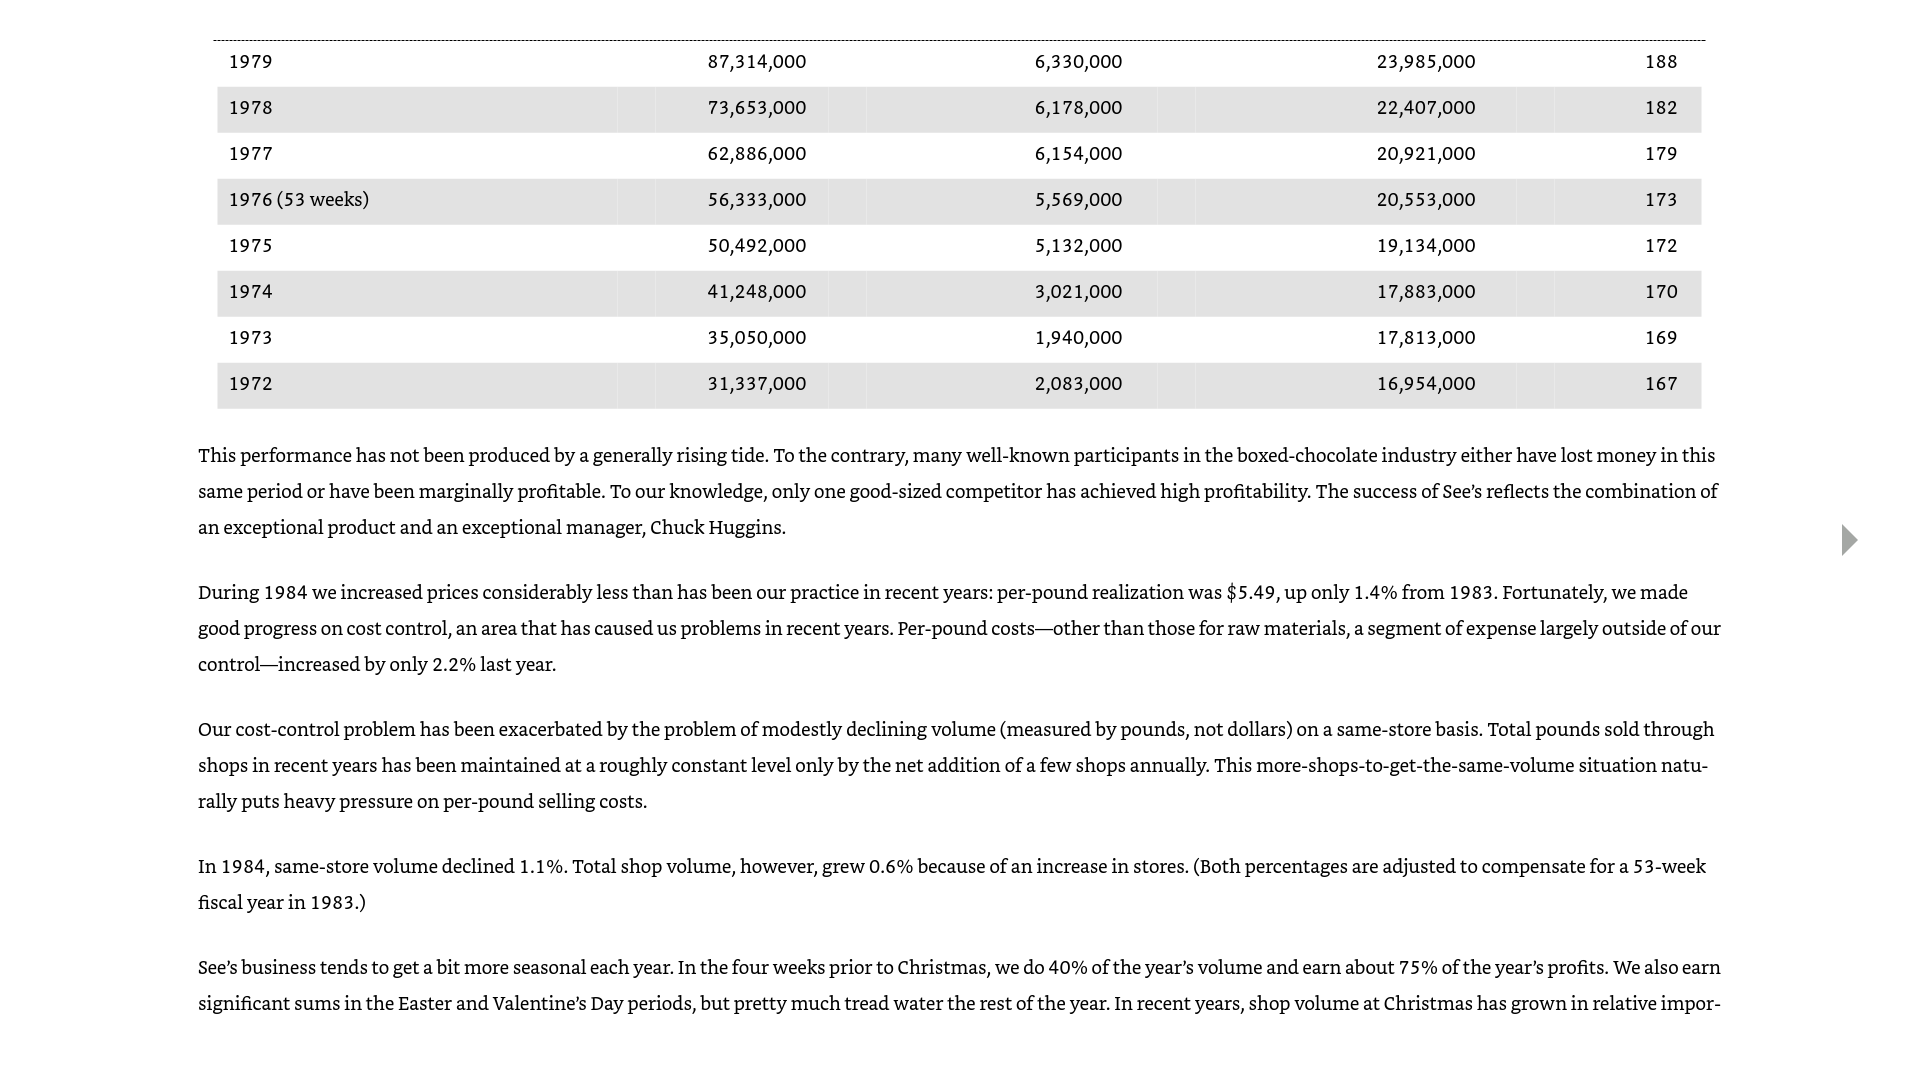 1979 87,314,000 6,330,000 23,985,000 188
1978 73,653,000 6,178,000 22,407,000 182
1977 62,886,000 6,154,000 20,921,000 179
1976 (53 weeks) 56,333,000 5,569,000 20,553,000 173
1975 50,492,000 5,132,000 19,134,000 172
1974 41,248,000 3,021,000 17,883,000 170
1973 35,050,000 1,940,000 17,813,000 169
1972 31,337,000 2,083,000 16,954,000 167
This performance has not been produced by a generally rising tide. To the contrary, many well-known participants in the boxed-chocolate industry either have lost money in this
same period or have been marginally profitable. To our knowledge, only one good-sized competitor has achieved high profitability. The success of See’s reflects the combination of
an exceptional product and an exceptional manager, Chuck Huggins.
During 1984 we increased prices considerably less than has been our practice in recent years: per-pound realization was $5.49, up only 1.4% from 1983. Fortunately, we made
good progress on cost control, an area that has caused us problems in recent years. Per-pound costs—other than those for raw materials, a segment of expense largely outside of our
control—increased by only 2.2% last year.
Our cost-control problem has been exacerbated by the problem of modestly declining volume (measured by pounds, not dollars) on a same-store basis. Total pounds sold through
shops in recent years has been maintained at a roughly constant level only by the net addition of a few shops annually. This more-shops-to-get-the-same-volume situation natu-
rally puts heavy pressure on per-pound selling costs.
In 1984, same-store volume declined 1.1%. Total shop volume, however, grew 0.6% because of an increase in stores. (Both percentages are adjusted to compensate for a 53-week
fiscal year in 1983.)
See’s business tends to get a bit more seasonal each year. In the four weeks prior to Christmas, we do 40% of the year’s volume and earn about 75% of the year’s profits. We also earn
significant sums in the Easter and Valentine’s Day periods, but pretty much tread water the rest of the year. In recent years, shop volume at Christmas has grown in relative impor-